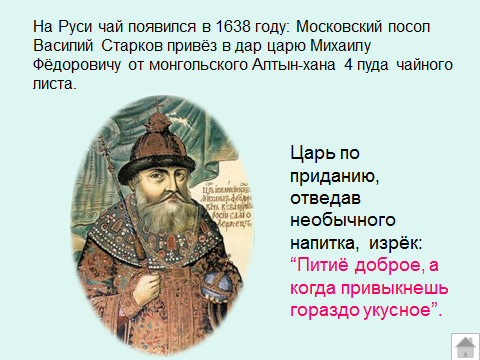 На Руси чай появился в 1638 году: Московский посол
Василий Старков привёз в дар царю Михаилу
Фёдоровичу от монгольского Алтын-хана 4 пуда чайного
листа.
Царь по
приданию,
отведав
необычного
напитка, изрёк:
“Питиё доброе, а
когда привыкнешь
гораздо укусное”.